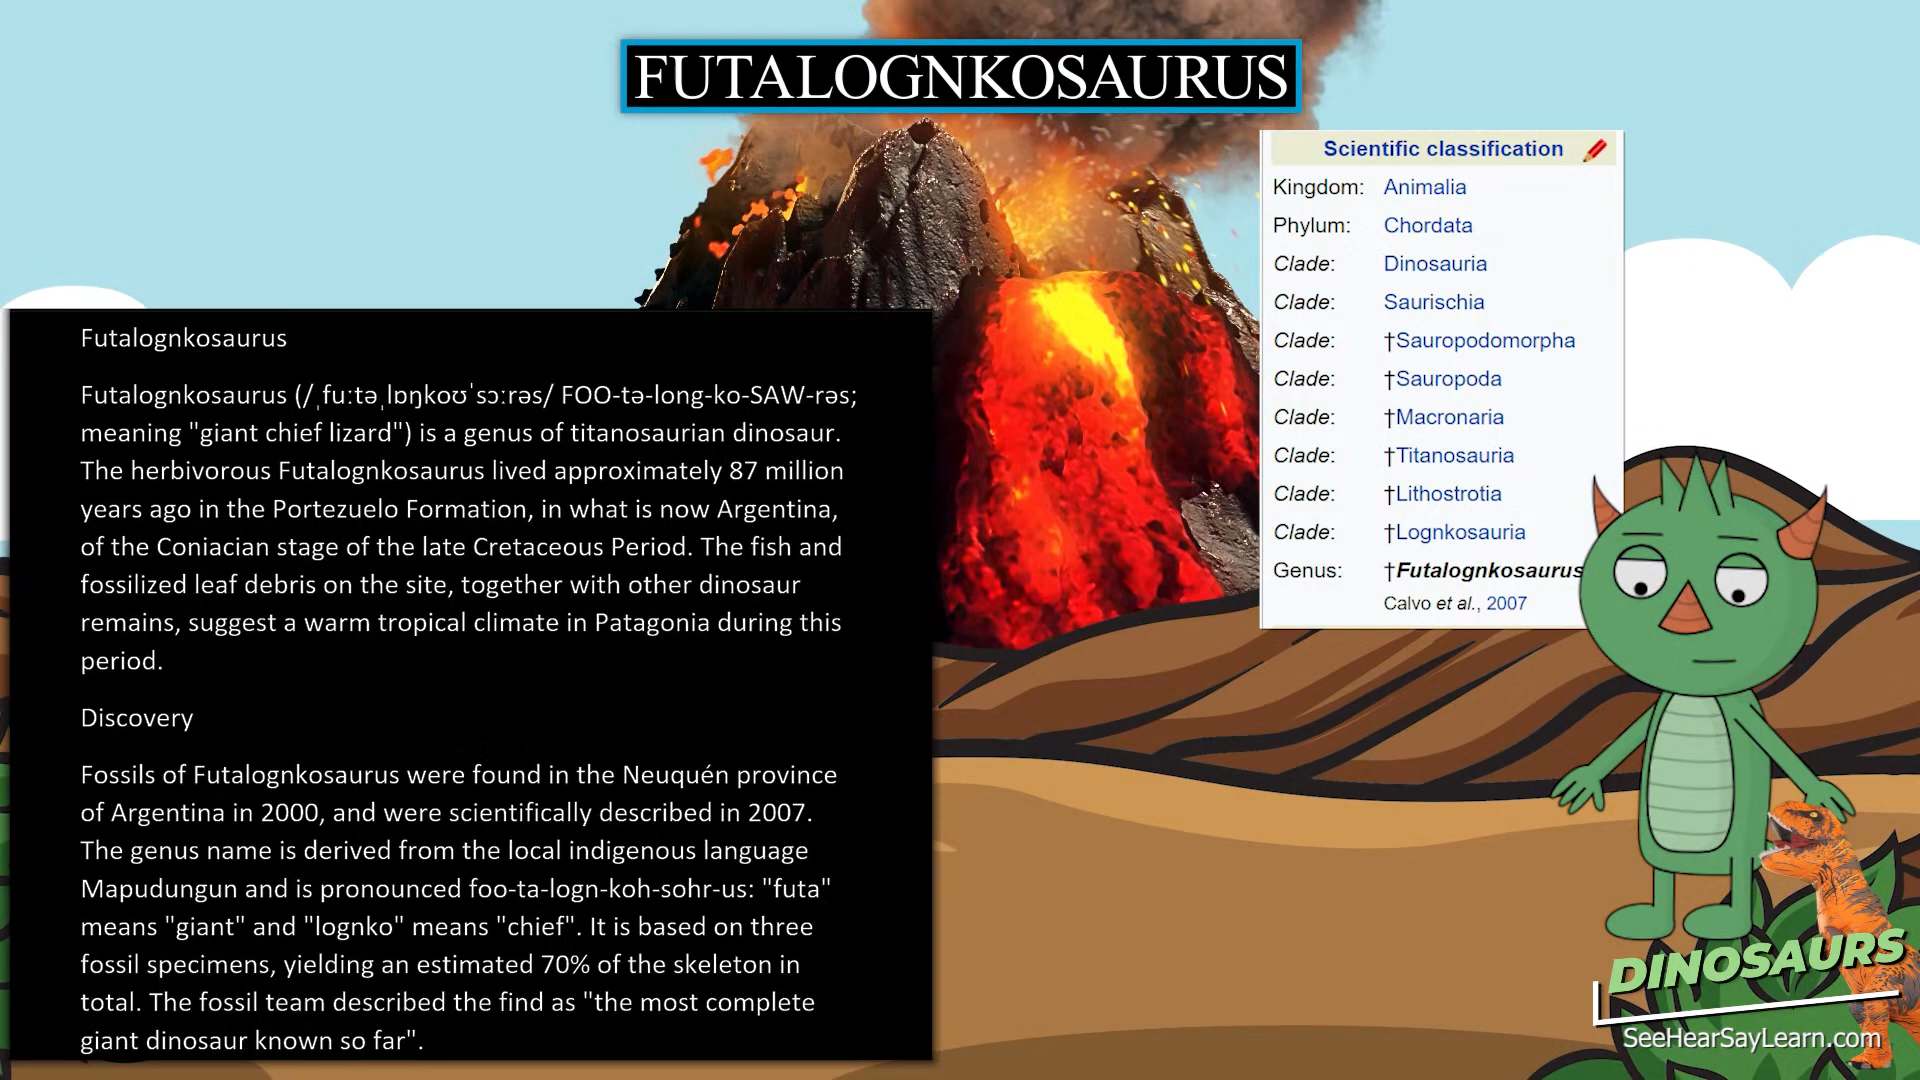 FUTALOGNKOSAURUS
Scientific classification
Kingdom: Animalia
Phylum: Chordata
Clade: Dinosauria
Clade: Saurischia
Clade: †Sauropodomorpha
Clade: †Sauropoda
Clade: †Macronaria
Clade: †Titanosauria
Clade: †Lithostrotia
Clade: †Lognkosauria
Genus: †Futalognkosaurus
Calvo et al., 2007
Futalognkosaurus
Futalognkosaurus (/ˌfuːtəˌlɒŋkoʊˈsɔːrəs/ FOO-tə-long-ko-SAW-rəs;
meaning "giant chief lizard") is a genus of titanosaurian dinosaur.
The herbivorous Futalognkosaurus lived approximately 87 million
years ago in the Portezuelo Formation, in what is now Argentina,
of the Coniacian stage of the late Cretaceous Period. The fish and
fossilized leaf debris on the site, together with other dinosaur
remains, suggest a warm tropical climate in Patagonia during this
period.
Discovery
Fossils of Futalognkosaurus were found in the Neuquén province
of Argentina in 2000, and were scientifically described in 2007.
The genus name is derived from the local indigenous language
Mapudungun and is pronounced foo-ta-logn-koh-sohr-us: "futa"
means "giant" and "lognko" means "chief". It is based on three
fossil specimens, yielding an estimated 70% of the skeleton in
total. The fossil team described the find as "the most complete
giant dinosaur known so far".
DINOSAURS
SeeHearSayLearn.com